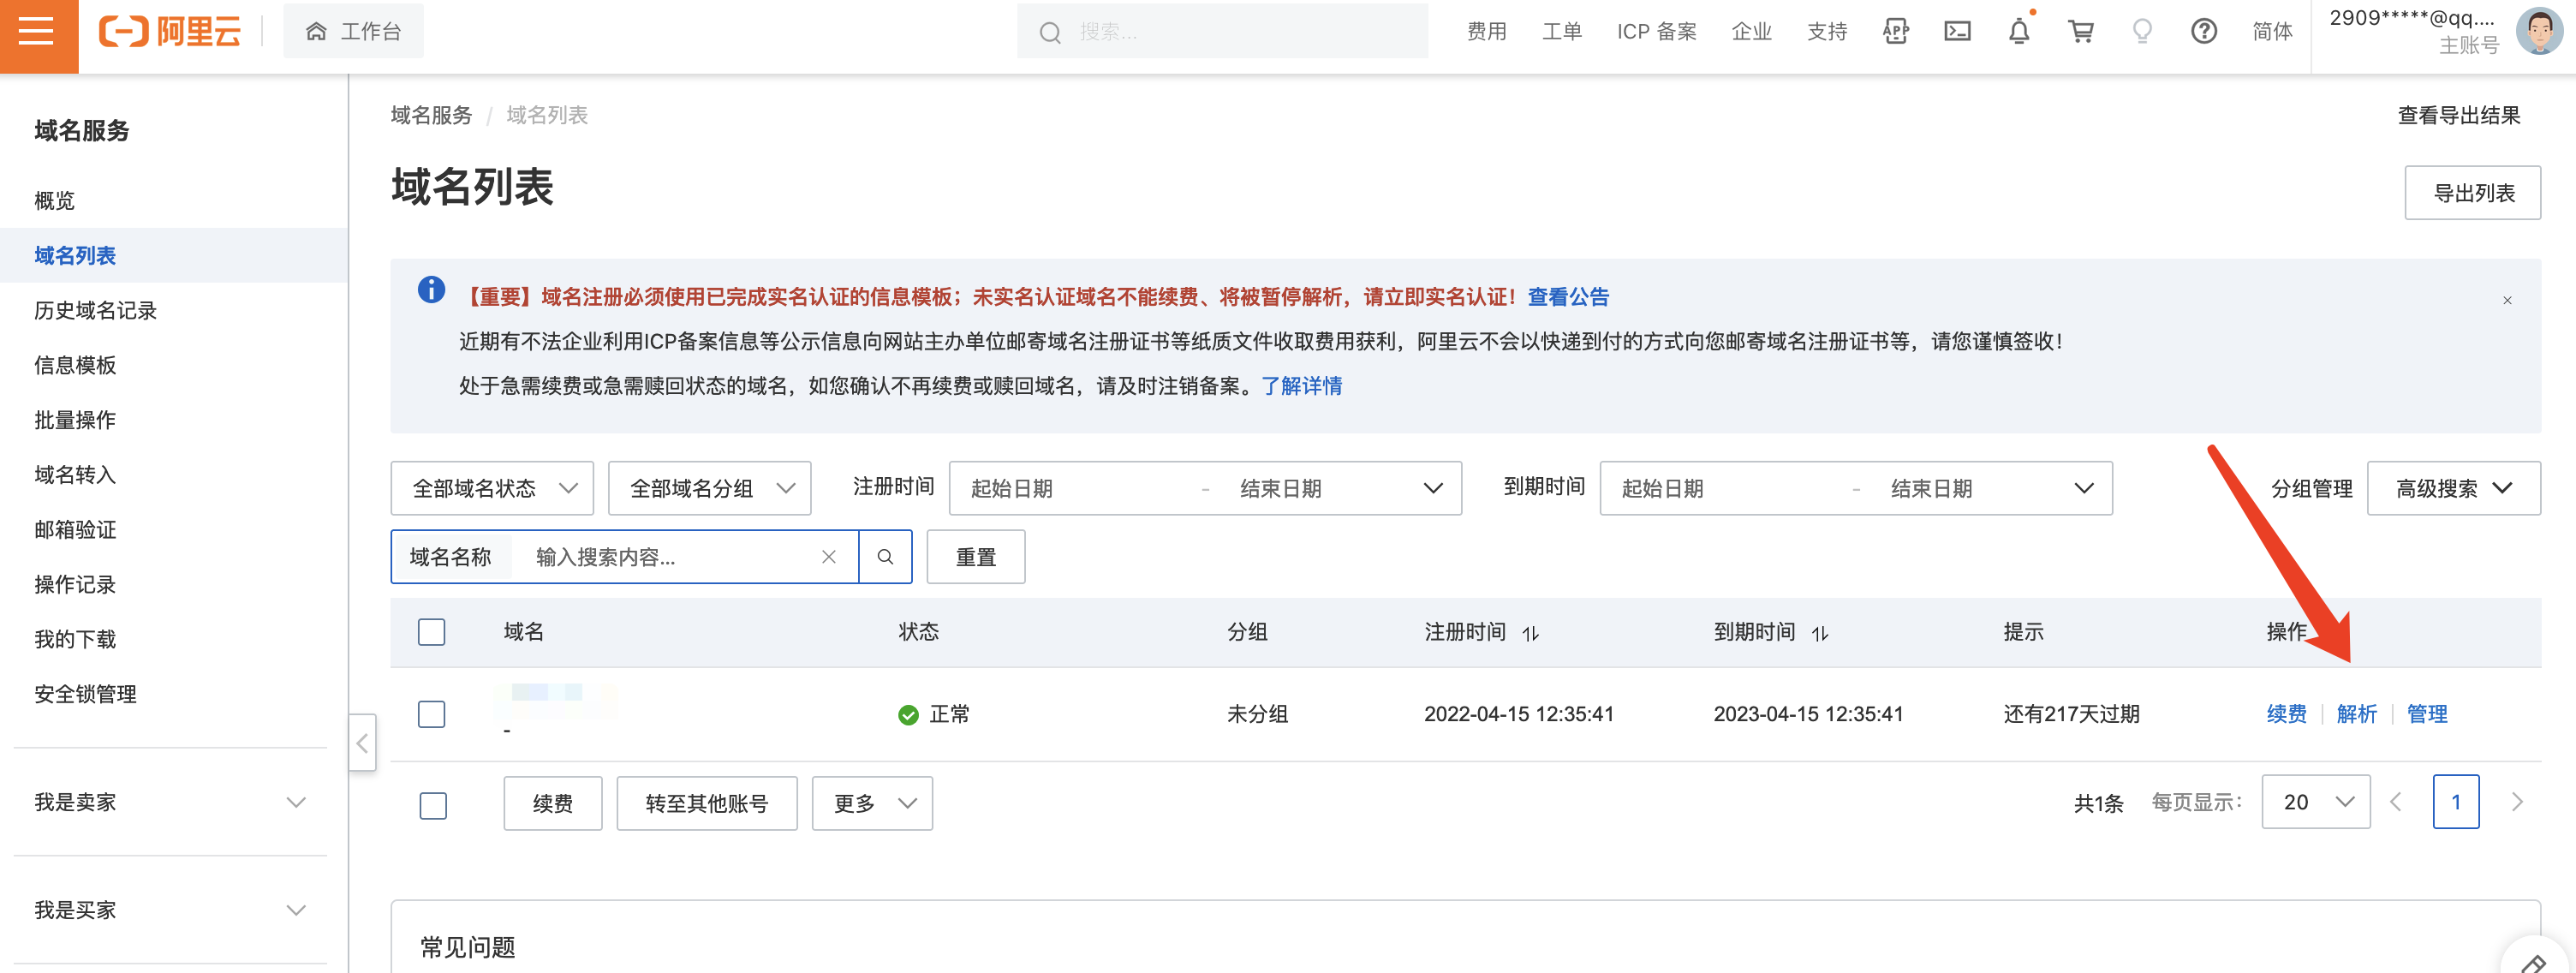 阿里云
工作台
搜索...
费用
工单
ICP 备案
企业
支持
APP
简体
2909*****@qq....
主账号
域名服务
概览
域名列表
历史域名记录
信息模板
批量操作
域名转入
邮箱验证
操作记录
我的下载
安全锁管理
我是卖家
我是买家
域名服务 / 域名列表
查看导出结果
域名列表
导出列表
【重要】域名注册必须使用已完成实名认证的信息模板；未实名认证域名不能续费、将被暂停解析，请立即实名认证！查看公告
近期有不法企业利用ICP备案信息等公示信息向网站主办单位邮寄域名注册证书等纸质文件收取费用获利，阿里云不会以快递到付的方式向您邮寄域名注册证书等，请您谨慎签收！
处于急需续费或急需赎回状态的域名，如您确认不再续费或赎回域名，请及时注销备案。了解详情
全部域名状态
全部域名分组
注册时间
起始日期 - 结束日期
到期时间
起始日期 - 结束日期
分组管理
高级搜索
域名名称
输入搜索内容...
重置
域名 状态 分组 注册时间 到期时间 提示 操作
正常 未分组 2022-04-15 12:35:41 2023-04-15 12:35:41 还有217天过期 续费 | 解析 | 管理
-
续费
转至其他账号
更多
共1条
每页显示：
20
1
常见问题